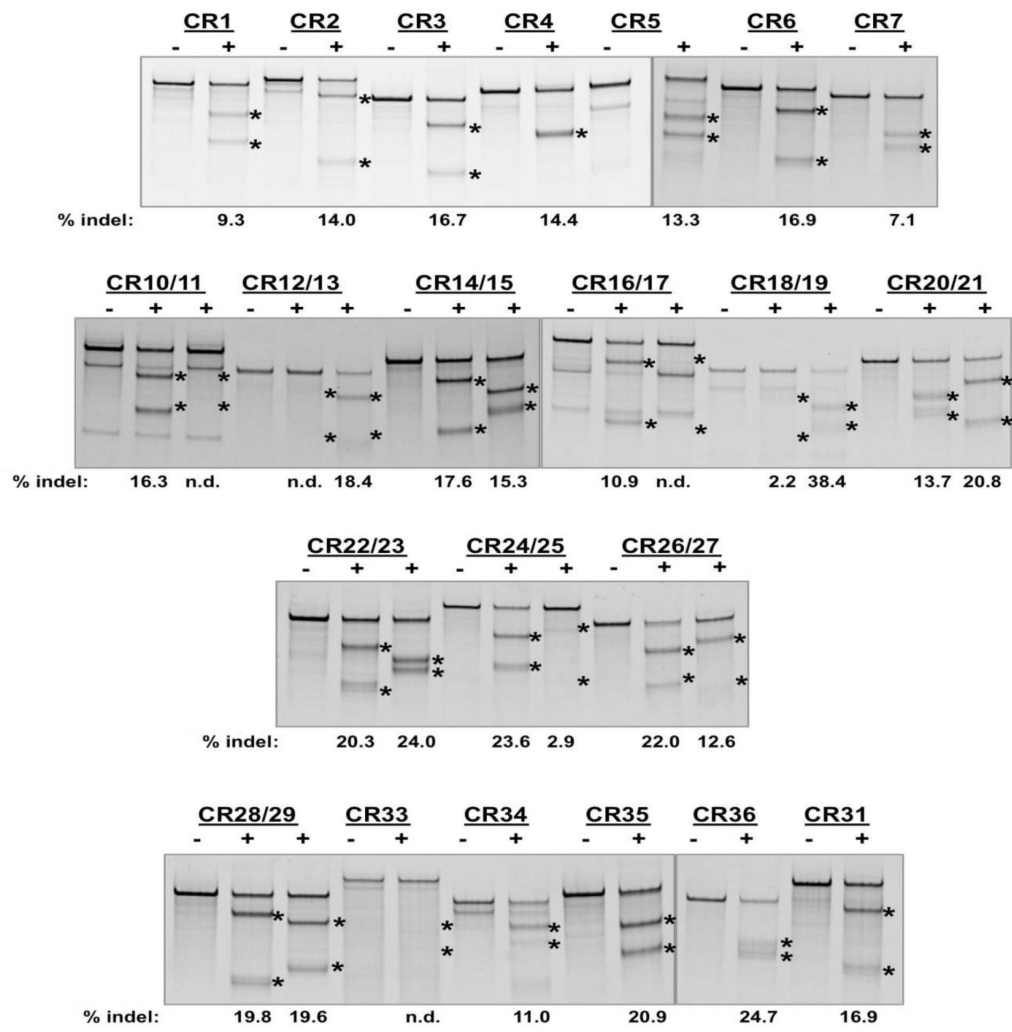 CR1 CR2 CR3 CR4 CR5 CR6 CR7
- + - + - + - + - + - + - +
* * * * * * * * * * * * *
% indel: 9.3 14.0 16.7 14.4 13.3 16.9 7.1
CR10/11 CR12/13 CR14/15 CR16/17 CR18/19 CR20/21
- + + - + + - + + - + + - + + - + +
* * * * * * * * * * * * * * * * * * * * * * * *
% indel: 16.3 n.d. n.d. 18.4 17.6 15.3 10.9 n.d. 2.2 38.4 13.7 20.8
CR22/23 CR24/25 CR26/27
- + + - + + - + +
* * * * * * * * * * * *
% indel: 20.3 24.0 23.6 2.9 22.0 12.6
CR28/29 CR33 CR34 CR35 CR36 CR31
- + + - + - + - + - + - +
* * * * * * * * * * * * * *
% indel: 19.8 19.6 n.d. 11.0 20.9 24.7 16.9